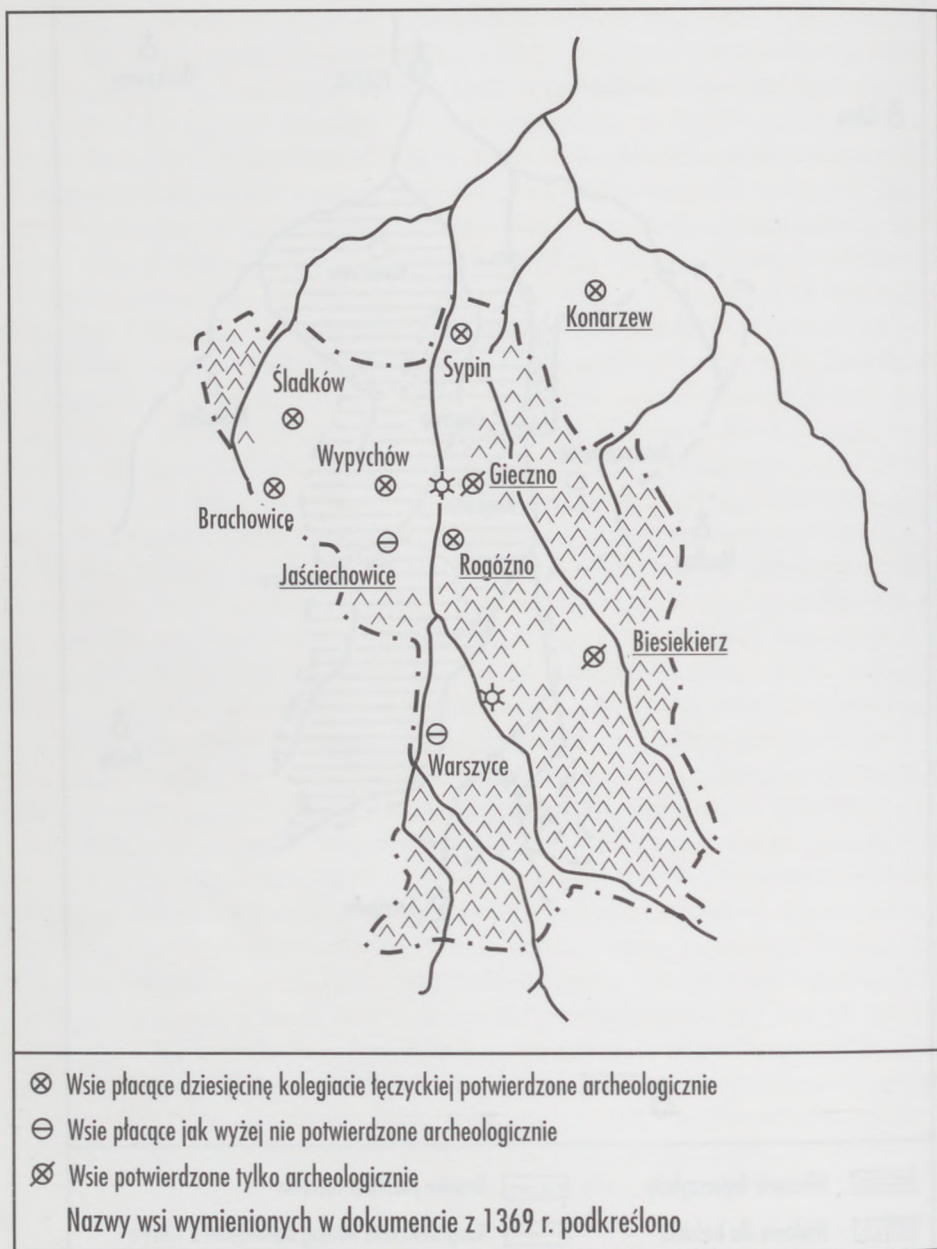 Konarzew
Sypin
Śladków
Wypychów
Gieczno
Brachowice
Jaściechowice
Rogóźno
Biesiekierz
Warszyce
Wsie płacące dziesięcinę kolegiacie łęczyckiej potwierdzone archeologicznie
Wsie płacące jak wyżej nie potwierdzone archeologicznie
Wsie potwierdzone tylko archeologicznie
Nazwy wsi wymienionych w dokumencie z 1369 r. podkreślono